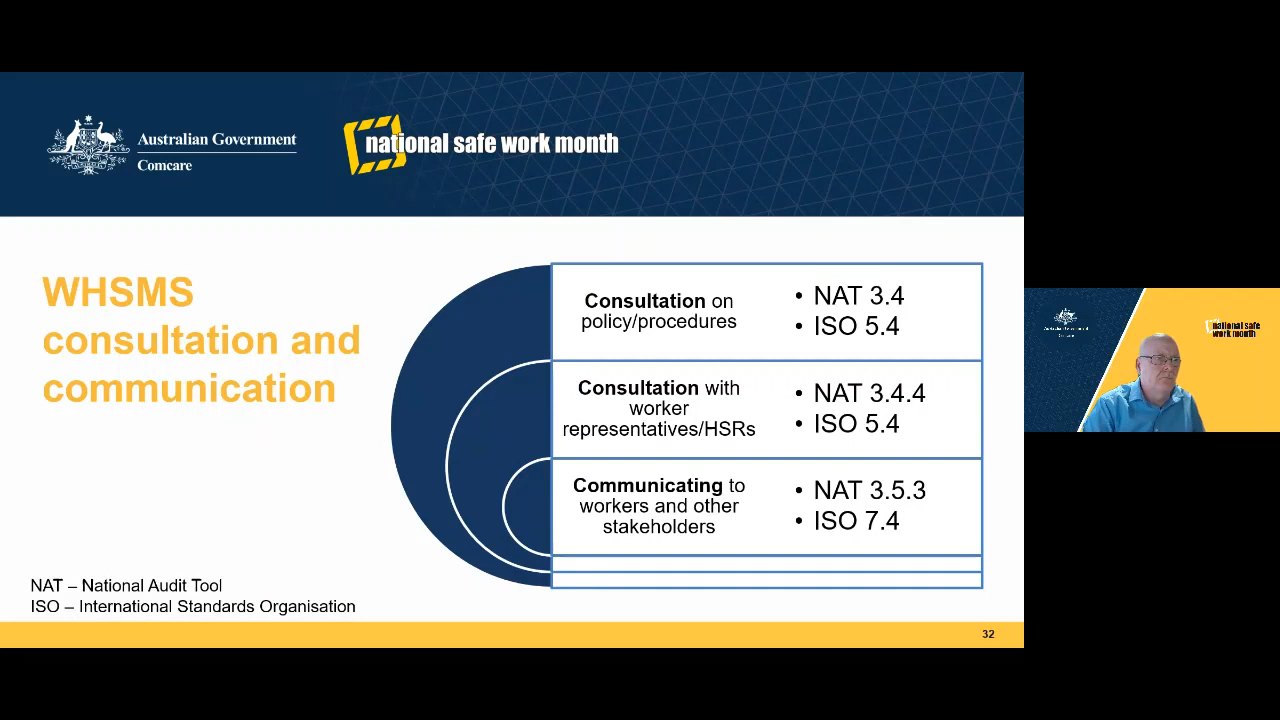 Australian Government
Comcare
national safe work month
WHSMS
consultation and
communication
Consultation on
policy/procedures
• NAT 3.4
• ISO 5.4
Consultation with
worker
representatives/HSRs
• NAT 3.4.4
• ISO 5.4
Communicating to
workers and other
stakeholders
• NAT 3.5.3
• ISO 7.4
NAT – National Audit Tool
ISO – International Standards Organisation
32
national safe
work month